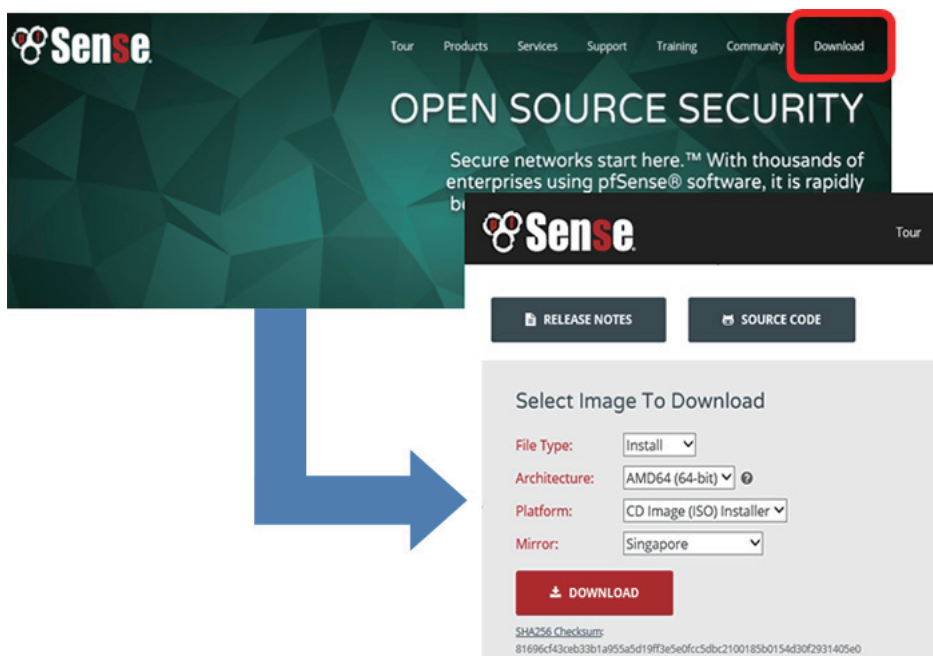 pf Sense.
Tour Products Services Support Training Community Download
OPEN SOURCE SECURITY
Secure networks start here.™ With thousands of
enterprises using pfSense® software, it is rapidly
pf Sense.
Tour
RELEASE NOTES SOURCE CODE
Select Image To Download
File Type: Install
Architecture: AMD64 (64-bit)
Platform: CD Image (ISO) Installer
Mirror: Singapore
DOWNLOAD
SHA256 Checksum:
81696cf43ceb33b1a955a5d19ff3e5e0fcc5dbc2100185b0154d30f2931405e0